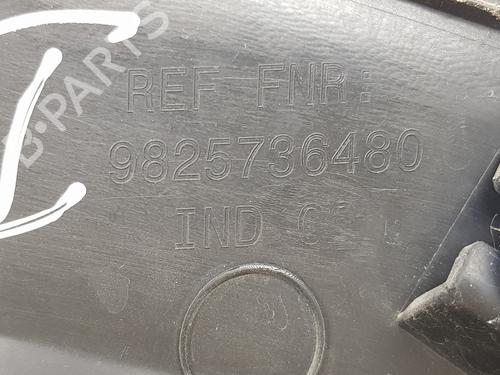 REF FNR:
9825736480
IND
B-PARTS